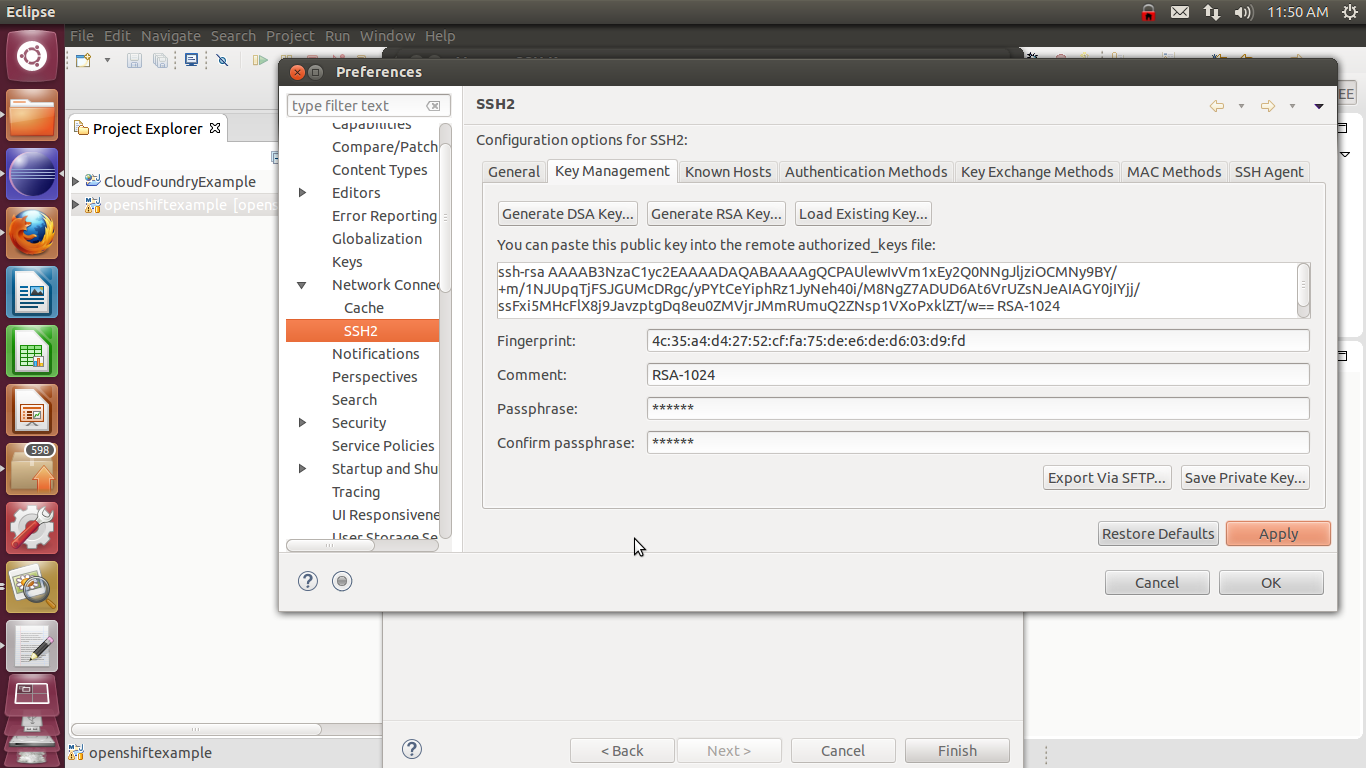 Eclipse
11:50 AM
File Edit Navigate Search Project Run Window Help
Preferences
type filter text
SSH2
EE
Project Explorer
Capabilities
Compare/Patch
Content Types
Editors
Error Reporting
Globalization
Keys
Network Connec
Cache
SSH2
Notifications
Perspectives
Search
Security
Service Policies
Startup and Shu
Tracing
UI Responsivene
User Storage Se
CloudFoundryExample
openshiftexample [opens
Configuration options for SSH2:
General Key Management Known Hosts Authentication Methods Key Exchange Methods MAC Methods SSH Agent
Generate DSA Key... Generate RSA Key... Load Existing Key...
You can paste this public key into the remote authorized_keys file:
ssh-rsa AAAAB3NzaC1yc2EAAAADAQABAAAAgQCPAUlewIvVm1xEy2Q0NNgJljziOCMNy9BY/
+m/1NJUpqTjFSJGUMcDRgc/yPYtCeYiphRz1JyNeh40i/M8NgZ7ADUD6At6VrUZsNJeAIAGY0jIYjj/
ssFxi5MHcFlX8j9JavzptgDq8eu0ZMVjrJMmRUmuQ2ZNsp1VXoPxklZT/w== RSA-1024
Fingerprint: 4c:35:a4:d4:27:52:cf:fa:75:de:e6:de:d6:03:d9:fd
Comment: RSA-1024
Passphrase: ******
Confirm passphrase: ******
Export Via SFTP... Save Private Key...
Restore Defaults Apply
Cancel OK
598
< Back Next > Cancel Finish
openshiftexample